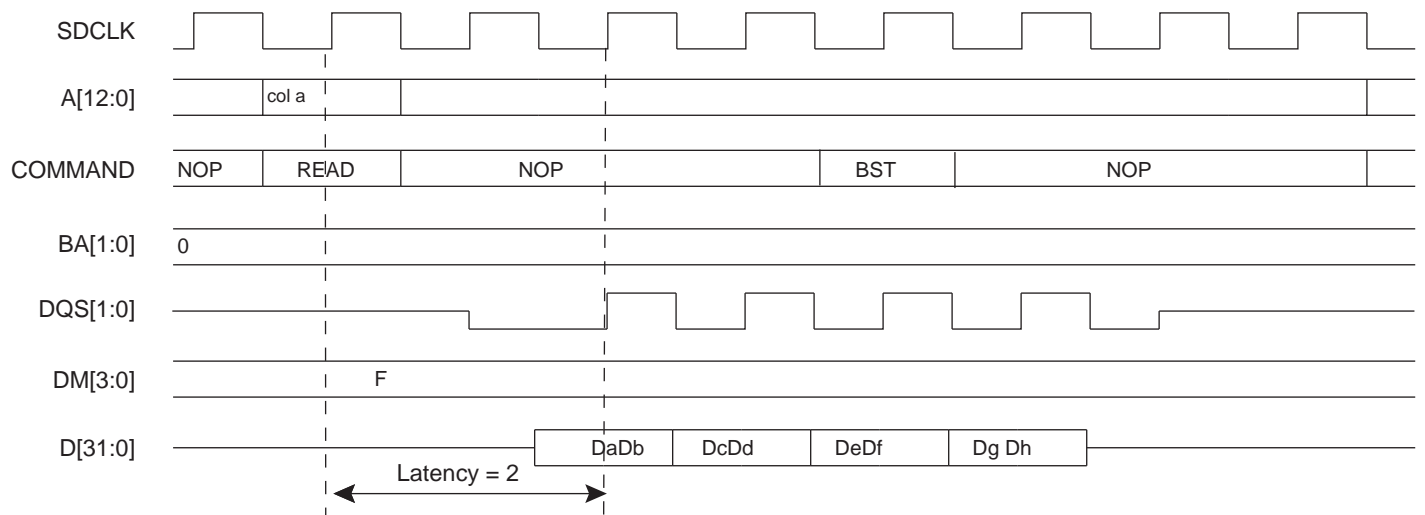 SDCLK
A[12:0] col a
COMMAND NOP READ NOP BST NOP
BA[1:0] 0
DQS[1:0]
DM[3:0] F
D[31:0] DaDb DcDd DeDf Dg Dh
Latency = 2